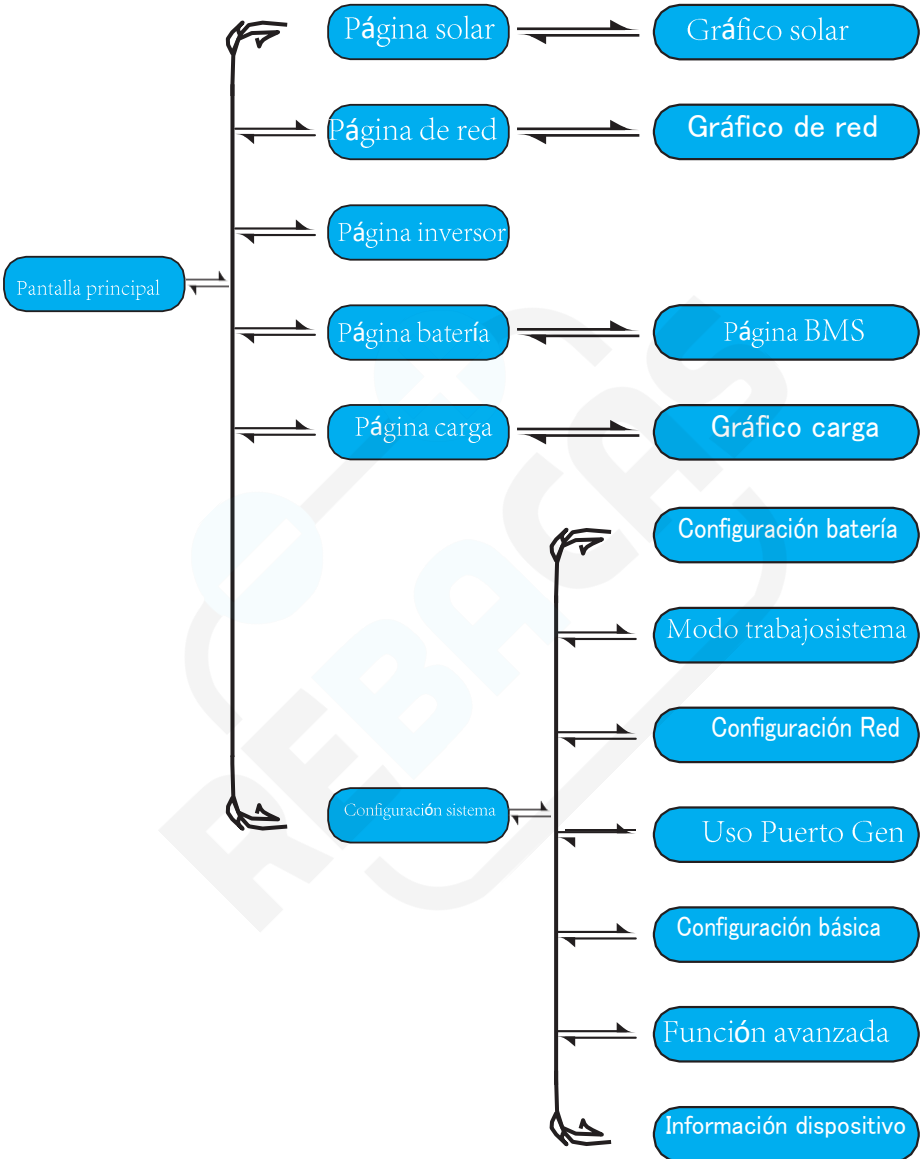 Página solar
Gráfico solar
Página de red
Gráfico de red
Página inversor
Pantalla principal
Página batería
Página BMS
Página carga
Gráfico carga
Configuración batería
Modo trabajosistema
Configuración Red
Configuración sistema
Uso Puerto Gen
Configuración básica
Función avanzada
Información dispositivo
REBACAS